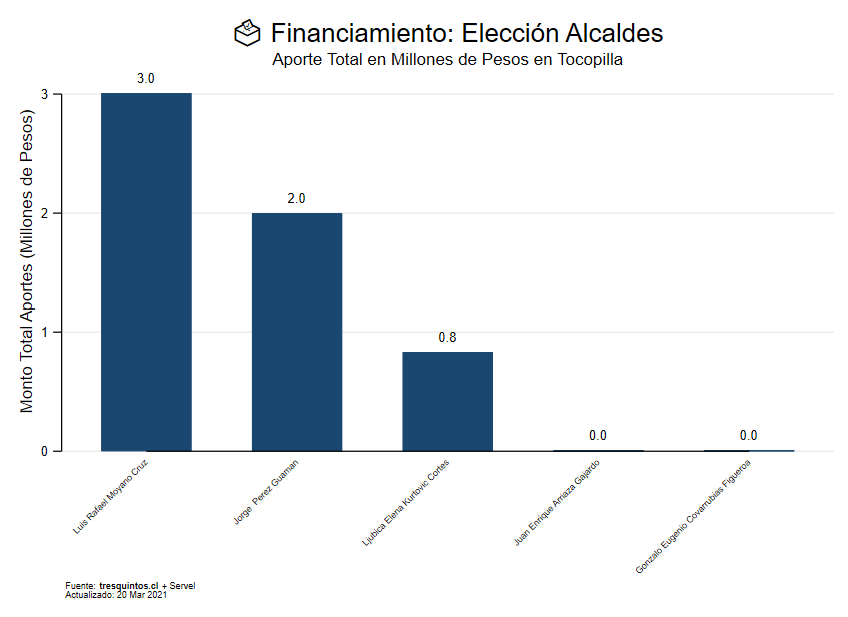 Financiamiento: Elección Alcaldes
Aporte Total en Millones de Pesos en Tocopilla
Monto Total Aportes (Millones de Pesos)
3
2
1
0
3.0
2.0
0.8
0.0
0.0
Luis Rafael Moyano Cruz
Jorge  Perez Guaman
Ljubica Elena Kurtovic Cortes
Juan Enrique Arriaza Gajardo
Gonzalo Eugenio Covarrubias Figueroa
Fuente: tresquintos.cl + Servel
Actualizado: 20 Mar 2021